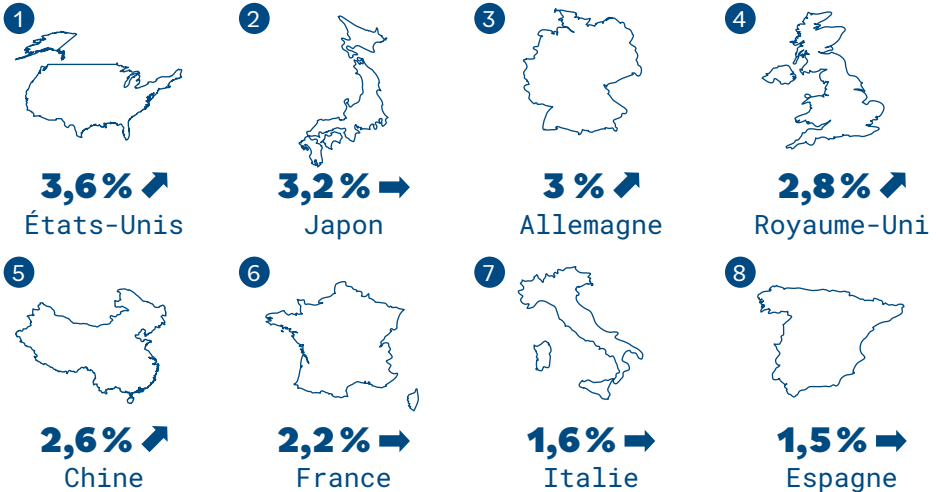 1 2 3 4
3,6 % 3,2 % 3 % 2,8 %
États-Unis Japon Allemagne Royaume-Uni
5 6 7 8
2,6 % 2,2 % 1,6 % 1,5 %
Chine France Italie Espagne